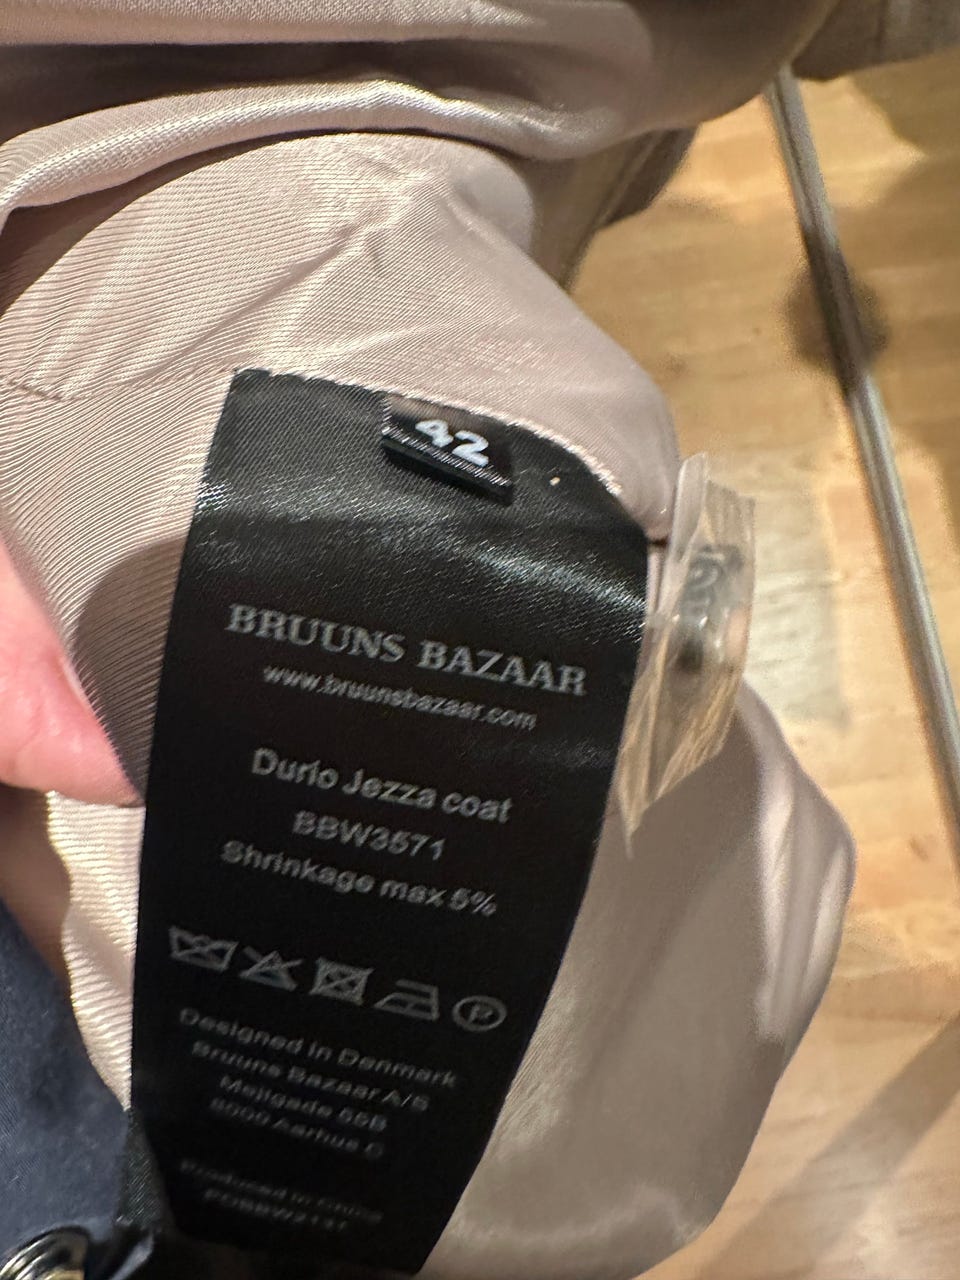 42
BRUUNS BAZAAR
www.bruunsbazaar.com
Durio Jezza coat
BBW3571
Shrinkage max 5%
P
Designed in Denmark
Bruuns Bazaar A/S
Mejlgade 55B
8000 Aarhus C
Produced in China